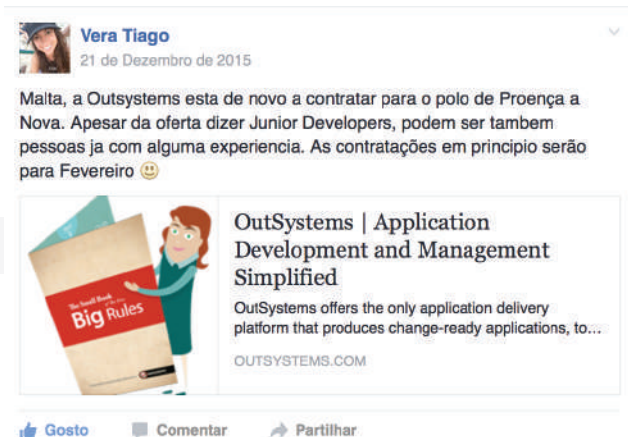 Vera Tiago
21 de Dezembro de 2015
Malta, a Outsystems esta de novo a contratar para o polo de Proença a
Nova. Apesar da oferta dizer Junior Developers, podem ser tambem
pessoas ja com alguma experiencia. As contratações em principio serão
para Fevereiro 😃
OutSystems | Application
Development and Management
Simplified
OutSystems offers the only application delivery
platform that produces change-ready applications, to...
OUTSYSTEMS.COM
The Small Book
of the Few
Big Rules
Gosto Comentar Partilhar